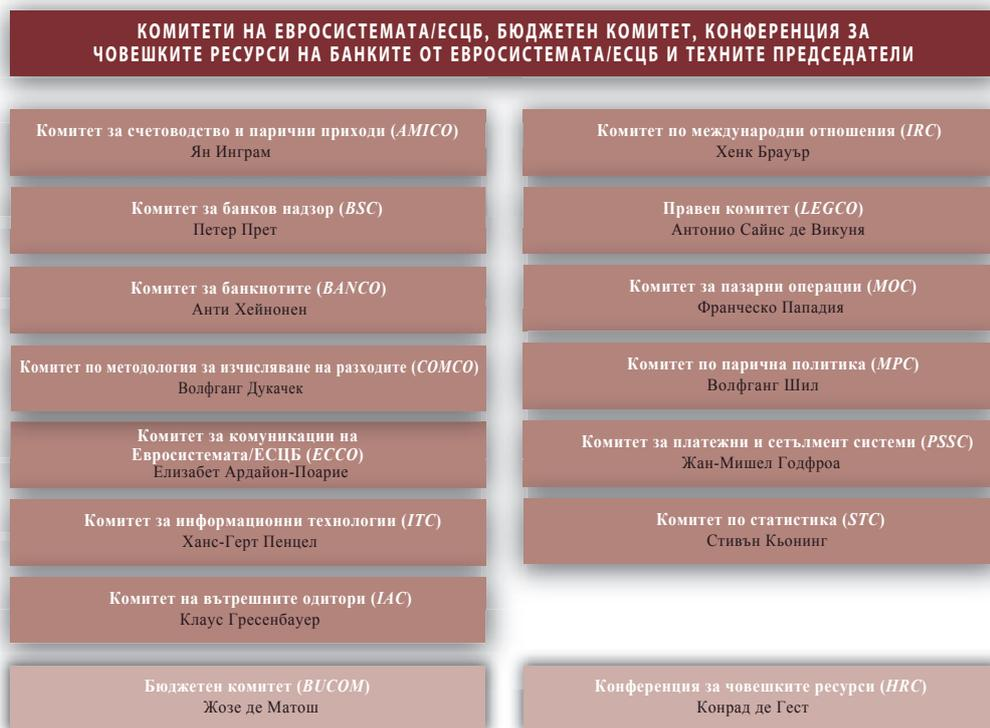 КОМИТЕТИ НА ЕВРОСИСТЕМАТА/ЕСЦБ, БЮДЖЕТЕН КОМИТЕТ, КОНФЕРЕНЦИЯ ЗА
ЧОВЕШКИТЕ РЕСУРСИ НА БАНКИТЕ ОТ ЕВРОСИСТЕМАТА/ЕСЦБ И ТЕХНИТЕ ПРЕДСЕДАТЕЛИ
Комитет за счетоводство и парични приходи (AMICO)
Ян Инграм
Комитет за банков надзор (BSC)
Петер Прет
Комитет за банкнотите (BANCO)
Анти Хейнонен
Комитет по методология за изчисляване на разходите (COMCO)
Волфганг Дукачек
Комитет за комуникации на
Евросистемата/ЕСЦБ (ECCO)
Елизабет Ардайон-Поарие
Комитет за информационни технологии (ITC)
Ханс-Герт Пенцел
Комитет на вътрешните одитори (IAC)
Клаус Гресенбауер
Бюджетен комитет (BUCOM)
Жозе де Матош
Комитет по международни отношения (IRC)
Хенк Брауър
Правен комитет (LEGCO)
Антонио Сайнс де Викуня
Комитет за пазарни операции (MOC)
Франческо Пападия
Комитет по парична политика (MPC)
Волфганг Шил
Комитет за платежни и сетълмент системи (PSSC)
Жан-Мишел Годфроа
Комитет по статистика (STC)
Стивън Кьонинг
Конференция за човешките ресурси (HRC)
Конрад де Гест